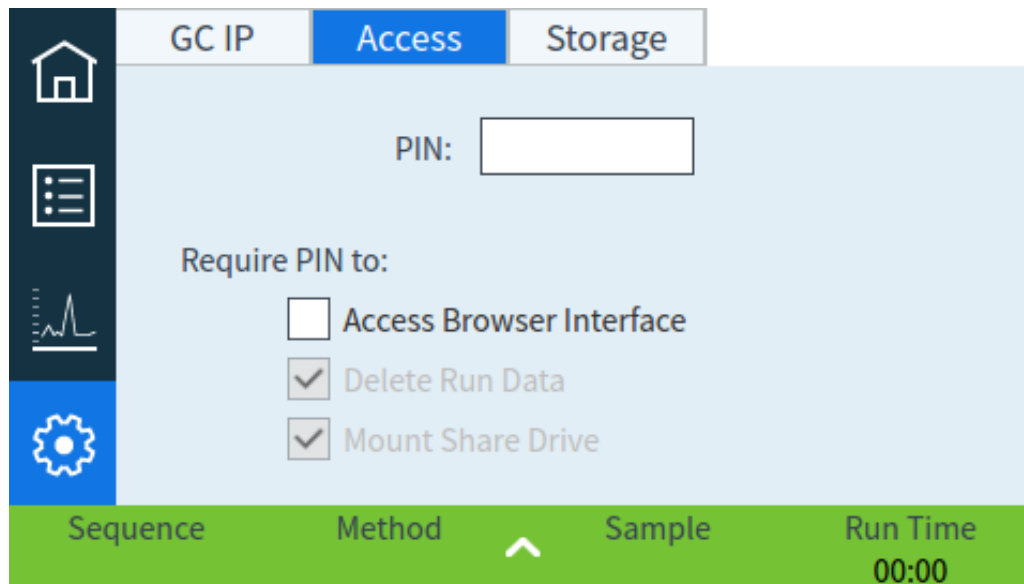 GC IP Access Storage
PIN:
Require PIN to:
Access Browser Interface
Delete Run Data
Mount Share Drive
Sequence Method Sample Run Time
00:00